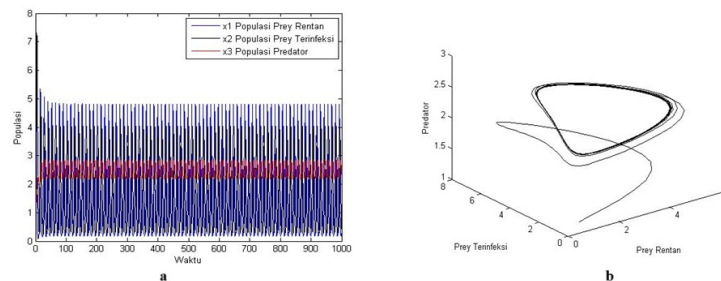 8
7
6
5
4
3
2
1
0
Populasi
x1 Populasi Prey Rentan
x2 Populasi Prey Terinfeksi
x3 Populasi Predator
0 100 200 300 400 500 600 700 800 900 1000
Waktu
a
3
2.5
2
1.5
1
Predator
8
6
4
2
0
Prey Terinfeksi
0
2
4
Prey Rentan
b